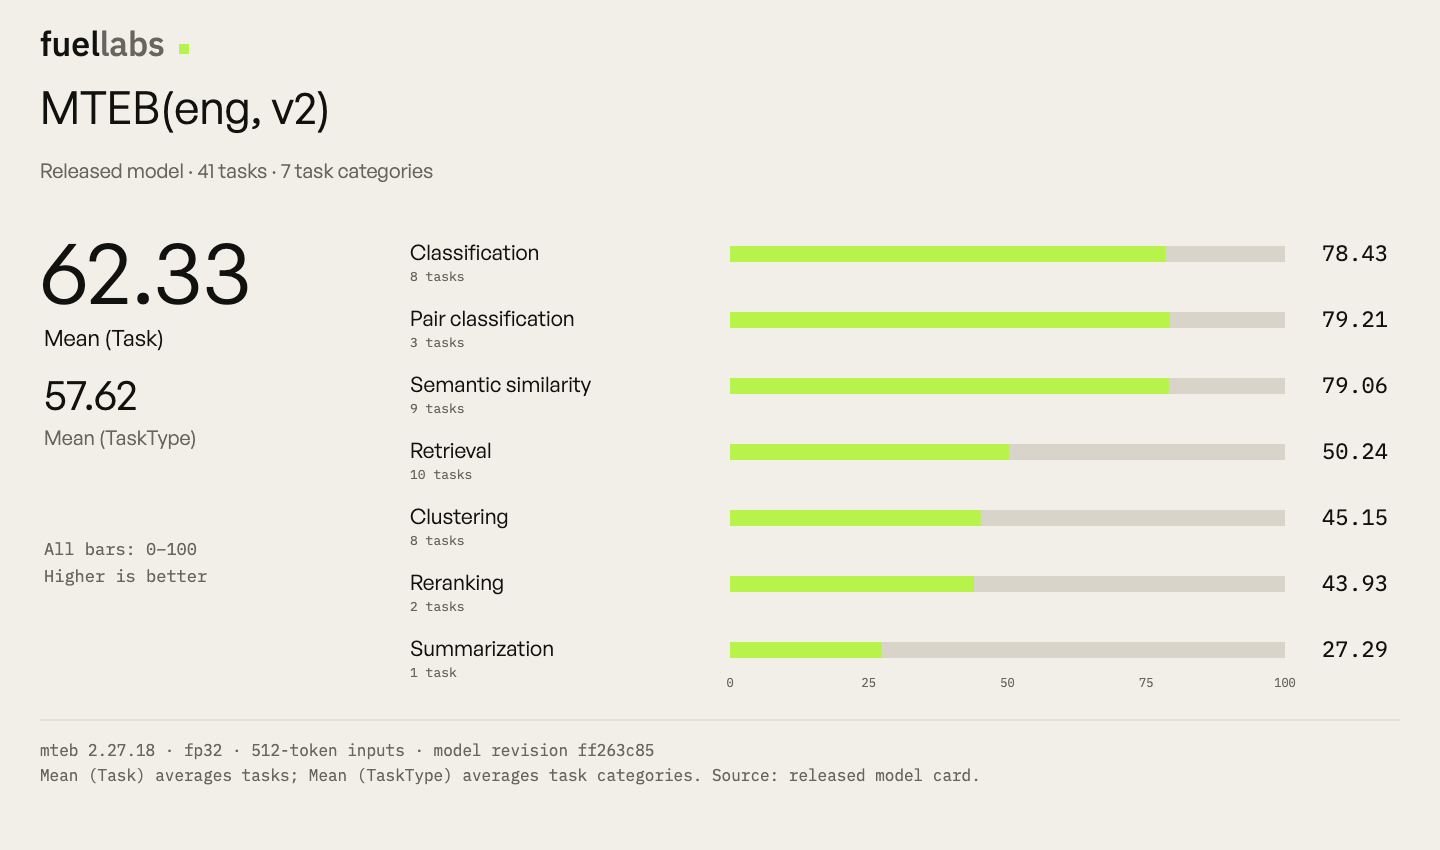 fuellabs
MTEB(eng, v2)
Released model · 41 tasks · 7 task categories
62.33
Mean (Task)
57.62
Mean (TaskType)
All bars: 0–100
Higher is better
Classification
8 tasks
78.43
Pair classification
3 tasks
79.21
Semantic similarity
9 tasks
79.06
Retrieval
10 tasks
50.24
Clustering
8 tasks
45.15
Reranking
2 tasks
43.93
Summarization
1 task
27.29
0 25 50 75 100
mteb 2.27.18 · fp32 · 512-token inputs · model revision ff263c85
Mean (Task) averages tasks; Mean (TaskType) averages task categories. Source: released model card.